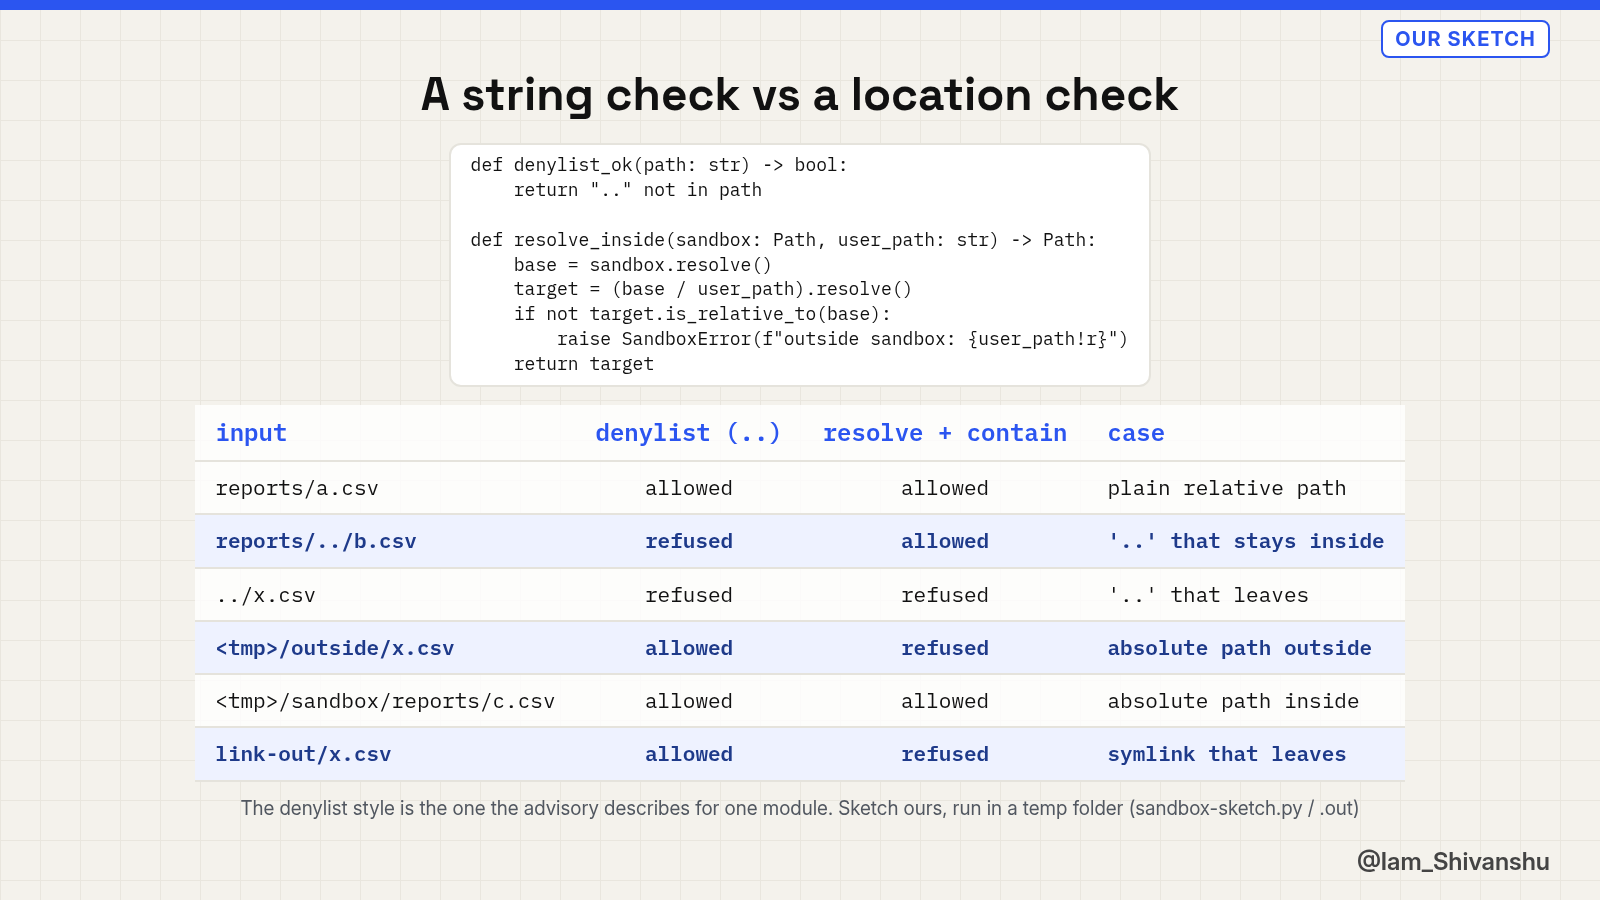 OUR SKETCH
A string check vs a location check
def denylist_ok(path: str) -> bool:
    return ".." not in path
def resolve_inside(sandbox: Path, user_path: str) -> Path:
    base = sandbox.resolve()
    target = (base / user_path).resolve()
    if not target.is_relative_to(base):
        raise SandboxError(f"outside sandbox: {user_path!r}")
    return target
input denylist (..) resolve + contain case
reports/a.csv allowed allowed plain relative path
reports/../b.csv refused allowed '..' that stays inside
../x.csv refused refused '..' that leaves
<tmp>/outside/x.csv allowed refused absolute path outside
<tmp>/sandbox/reports/c.csv allowed allowed absolute path inside
link-out/x.csv allowed refused symlink that leaves
The denylist style is the one the advisory describes for one module. Sketch ours, run in a temp folder (sandbox-sketch.py / .out)
@Iam_Shivanshu